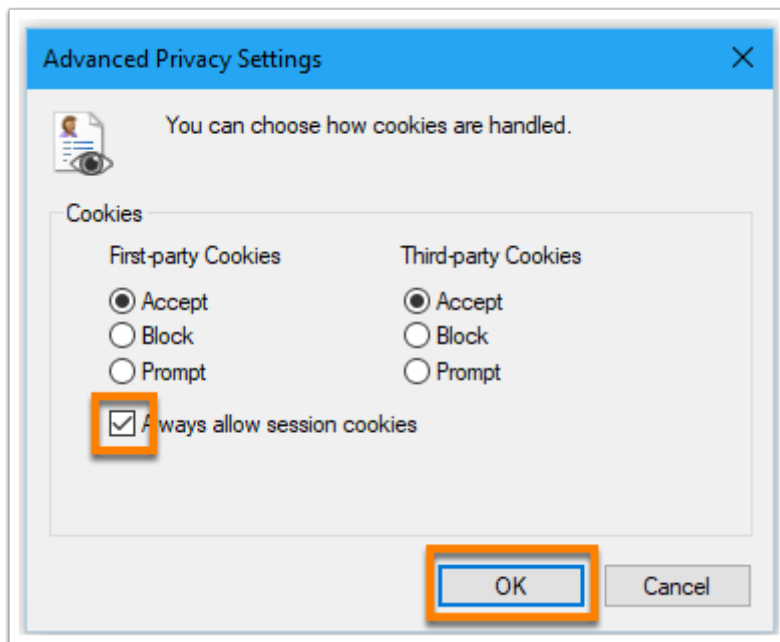 Advanced Privacy Settings
You can choose how cookies are handled.
Cookies
First-party Cookies Third-party Cookies
Accept Accept
Block Block
Prompt Prompt
Always allow session cookies
OK Cancel